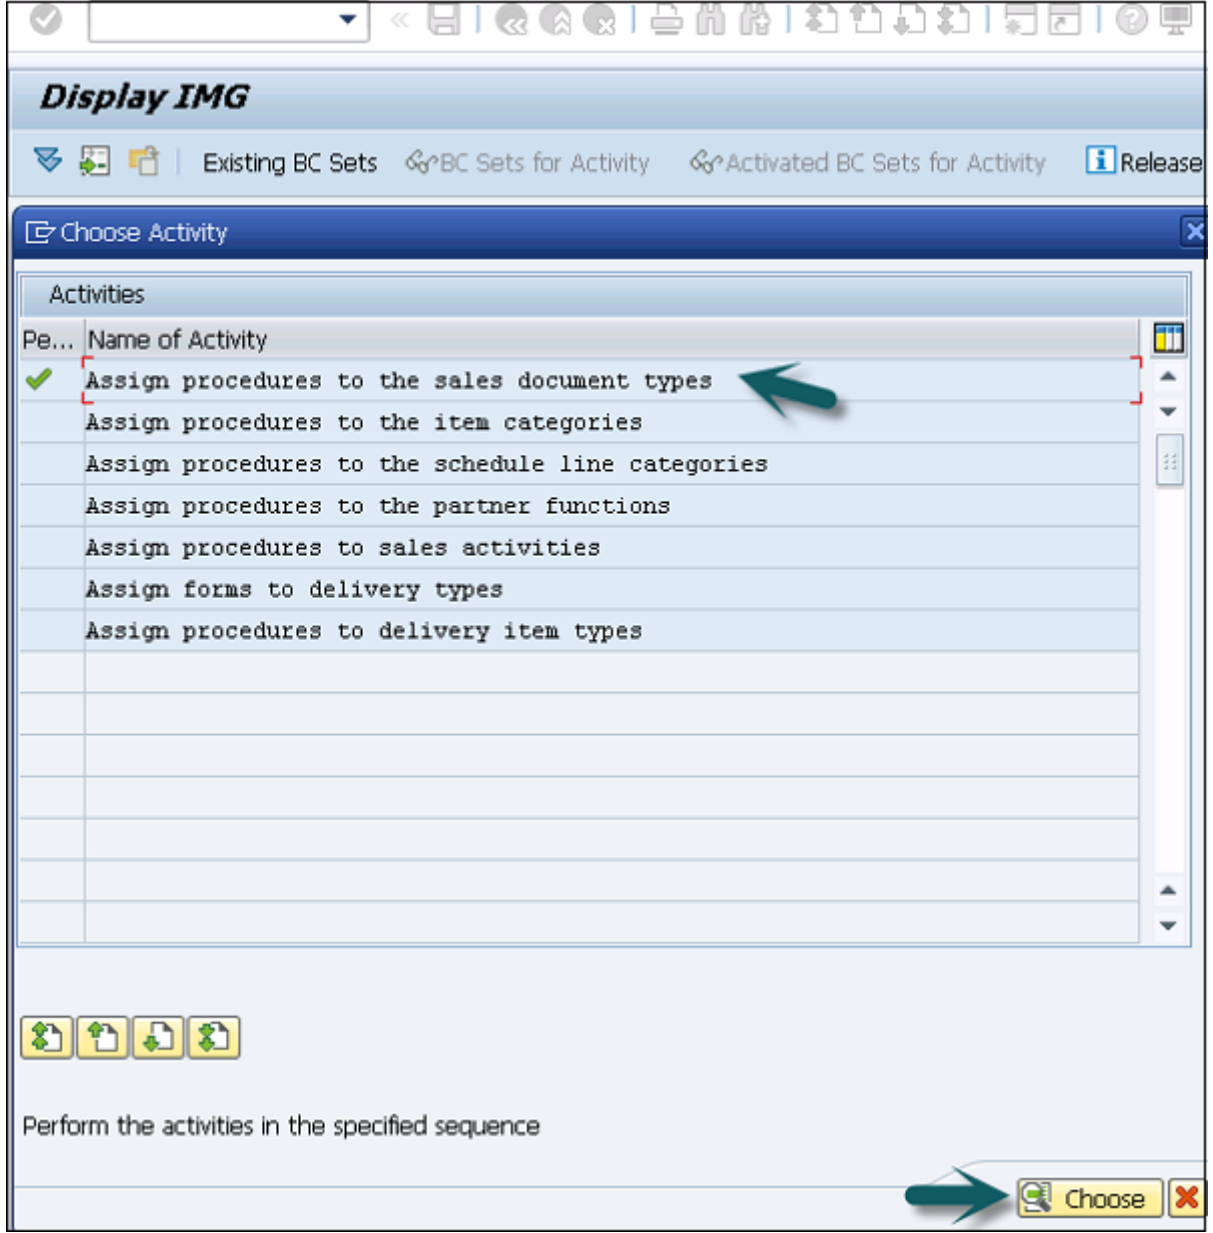 Display IMG
Existing BC Sets BC Sets for Activity Activated BC Sets for Activity Release
Choose Activity
Activities
Pe... Name of Activity
Assign procedures to the sales document types
Assign procedures to the item categories
Assign procedures to the schedule line categories
Assign procedures to the partner functions
Assign procedures to sales activities
Assign forms to delivery types
Assign procedures to delivery item types
Perform the activities in the specified sequence
Choose